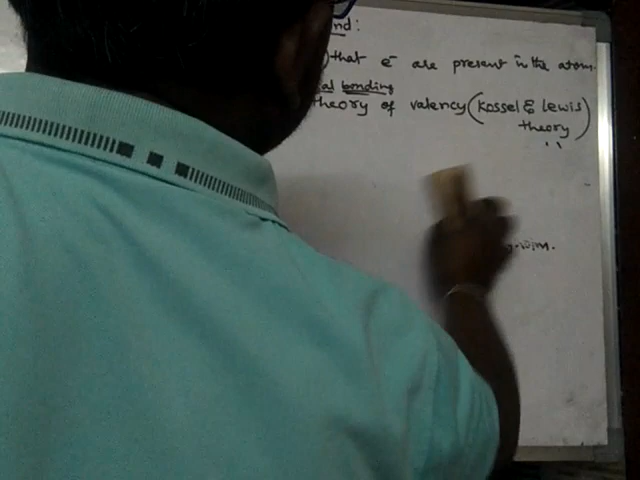 nd:
that e⁻ are present in the atom.
al bonding
theory of valency (Kossel & Lewis
theory)